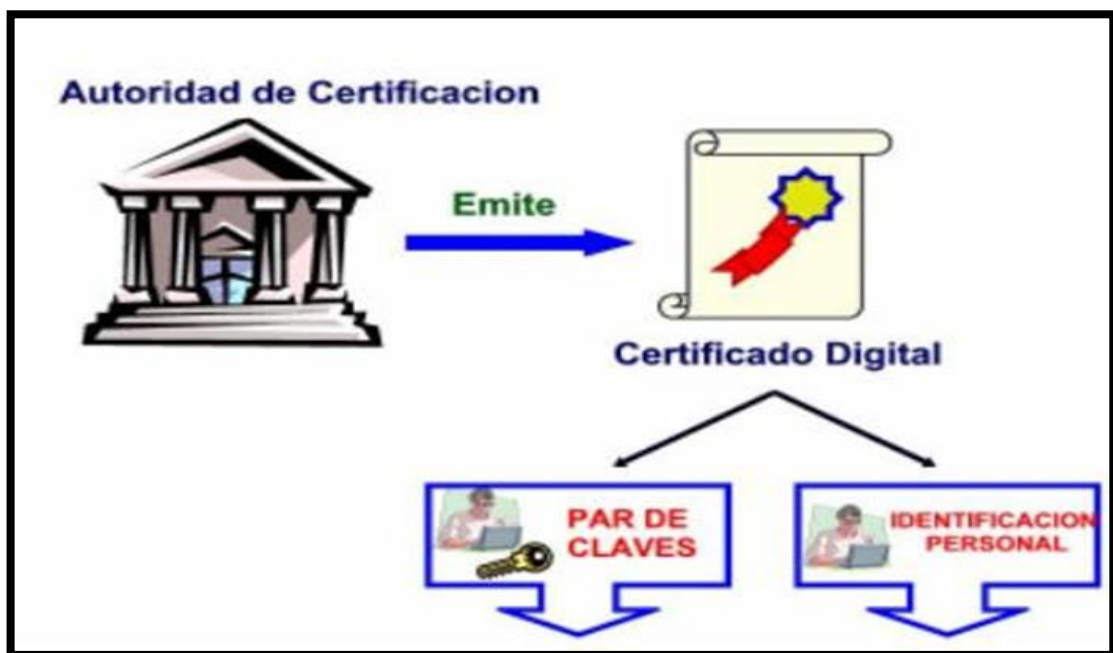 Autoridad de Certificacion
Emite
Certificado Digital
PAR DE
CLAVES
IDENTIFICACION
PERSONAL